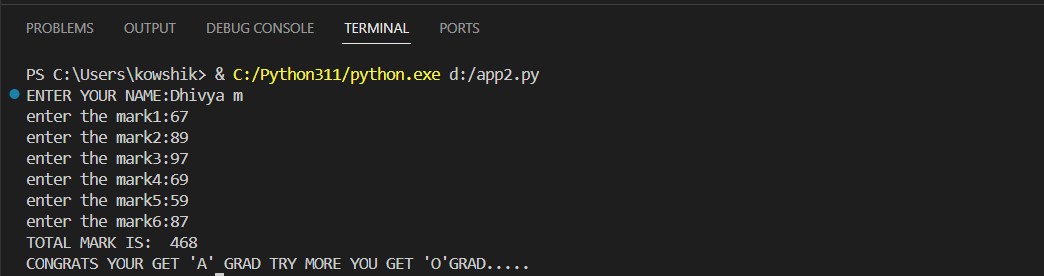 PROBLEMS OUTPUT DEBUG CONSOLE TERMINAL PORTS
PS C:\Users\kowshik> & C:/Python311/python.exe d:/app2.py
ENTER YOUR NAME:Dhivya m
enter the mark1:67
enter the mark2:89
enter the mark3:97
enter the mark4:69
enter the mark5:59
enter the mark6:87
TOTAL MARK IS:  468
CONGRATS YOUR GET 'A' GRAD TRY MORE YOU GET 'O'GRAD.....